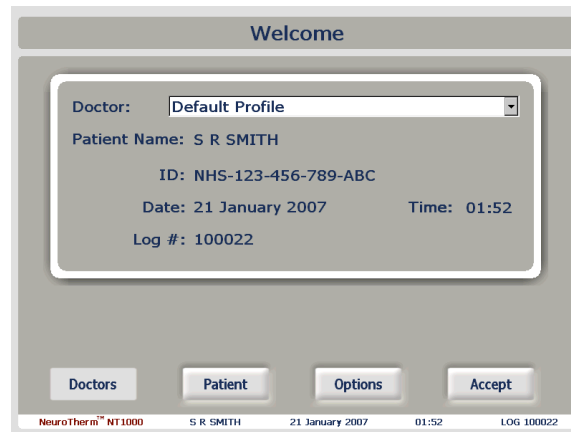 Welcome
Doctor: Default Profile
Patient Name: S R SMITH
ID: NHS-123-456-789-ABC
Date: 21 January 2007 Time: 01:52
Log #: 100022
Doctors Patient Options Accept
NeuroTherm™ NT1000 S R SMITH 21 January 2007 01:52 LOG 100022